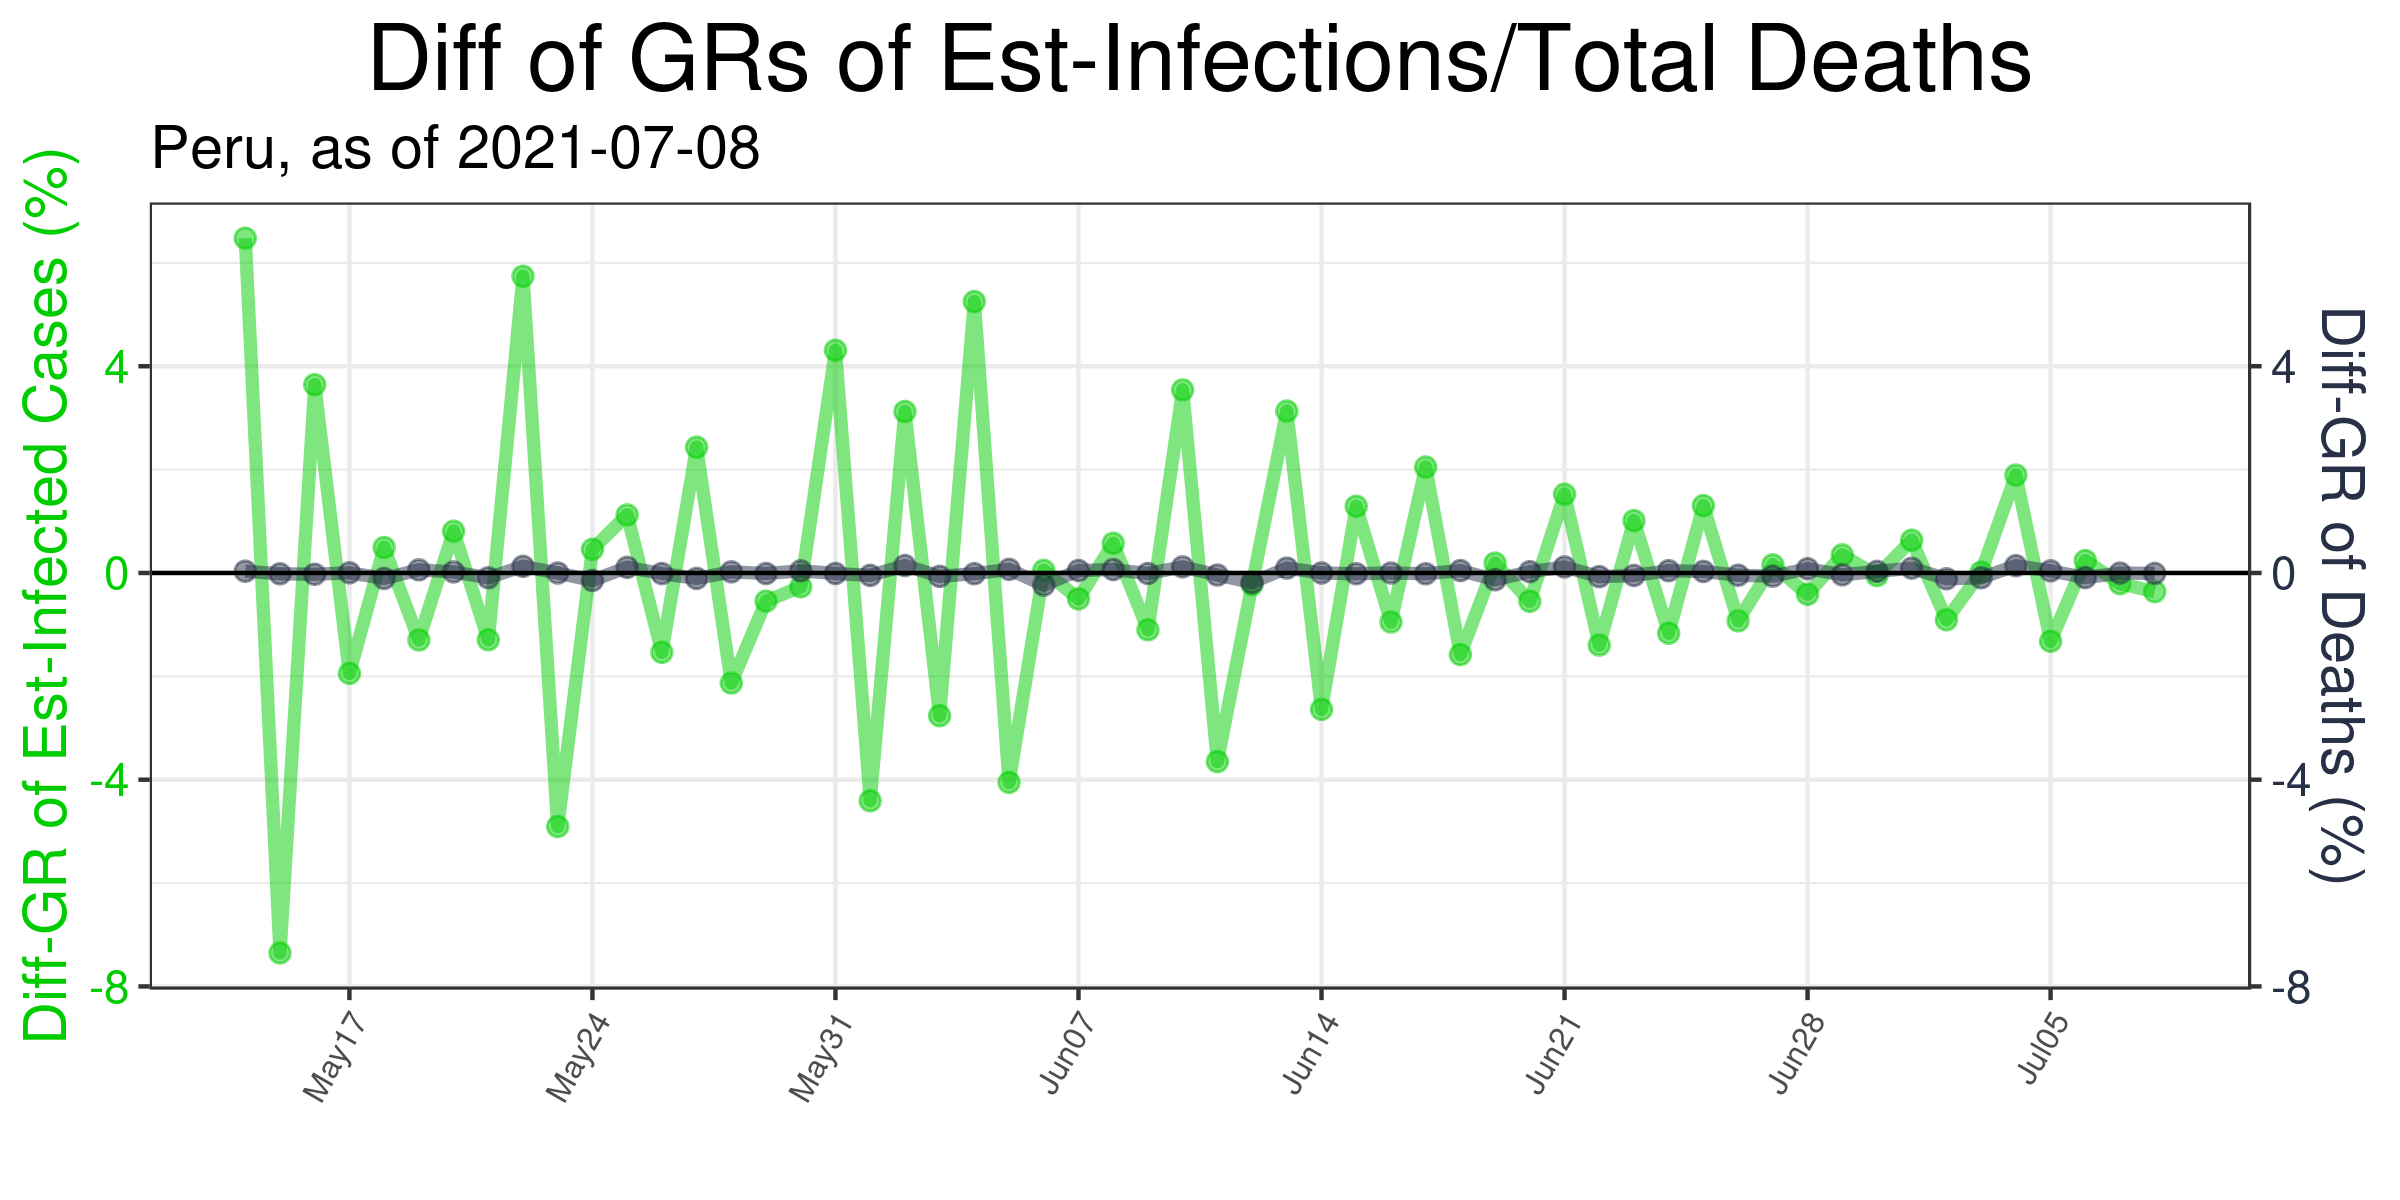 Diff of GRs of Est-Infections/Total Deaths
Peru, as of 2021-07-08
Diff-GR of Est-Infected Cases (%)
4
0
-4
-8
4
0
-4
-8
Diff-GR of Deaths (%)
May17
May24
May31
Jun07
Jun14
Jun21
Jun28
Jul05